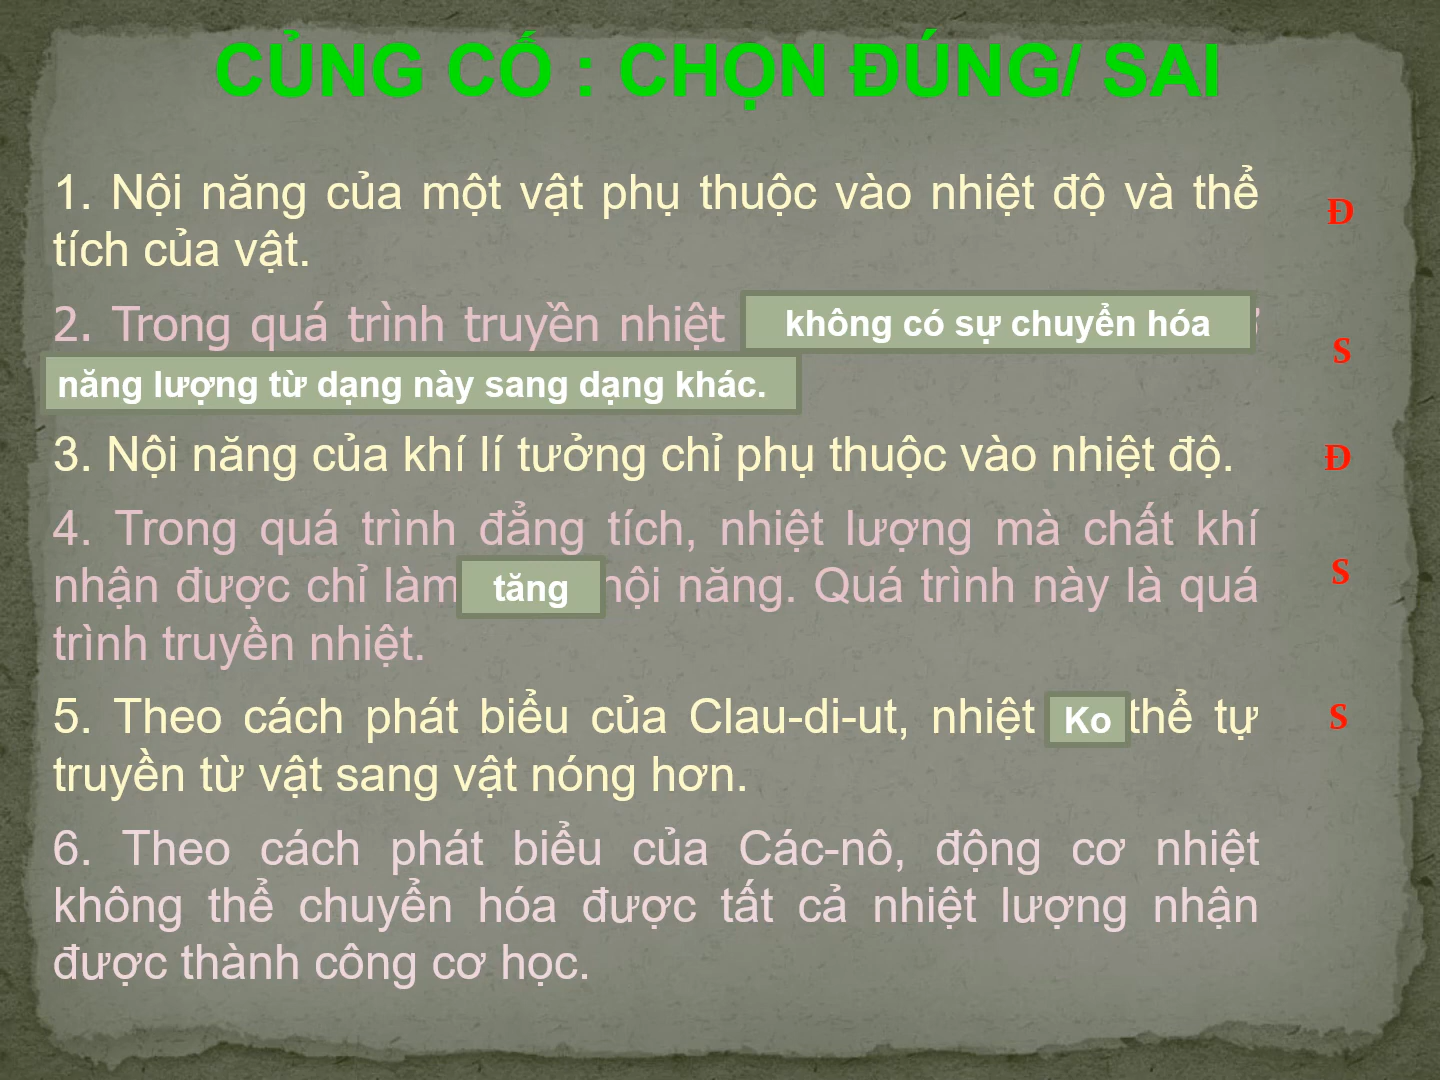 CỦNG CỐ : CHỌN ĐÚNG/ SAI
1. Nội năng của một vật phụ thuộc vào nhiệt độ và thể
tích của vật.
Đ
2. Trong quá trình truyền nhiệt không có sự chuyển hóa
năng lượng từ dạng này sang dạng khác.
S
3. Nội năng của khí lí tưởng chỉ phụ thuộc vào nhiệt độ.
Đ
4. Trong quá trình đẳng tích, nhiệt lượng mà chất khí
nhận được chỉ làm tăng nội năng. Quá trình này là quá
trình truyền nhiệt.
S
5. Theo cách phát biểu của Clau-di-ut, nhiệt Ko thể tự
truyền từ vật sang vật nóng hơn.
S
6. Theo cách phát biểu của Các-nô, động cơ nhiệt
không thể chuyển hóa được tất cả nhiệt lượng nhận
được thành công cơ học.